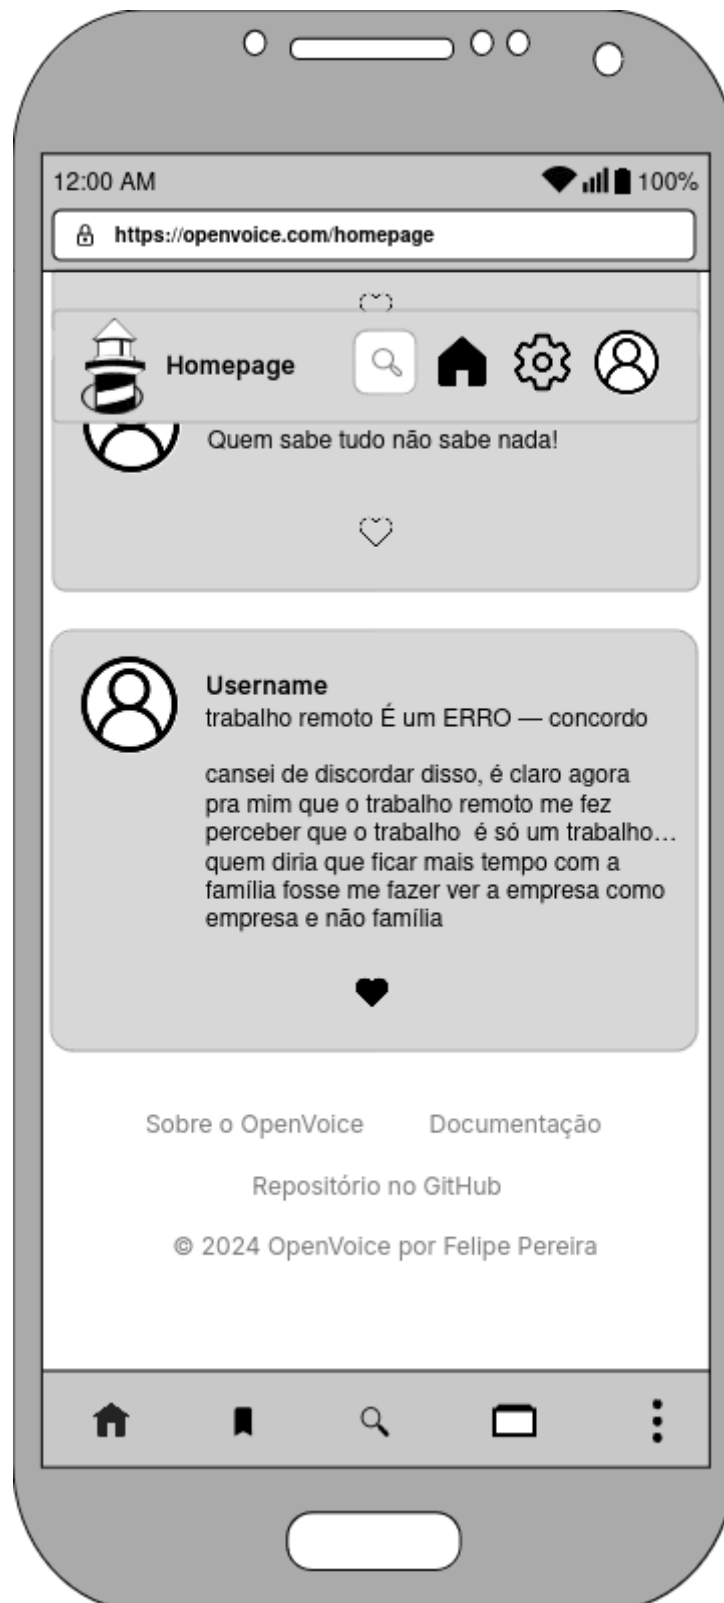 12:00 AM
100%
https://openvoice.com/homepage
Homepage
Quem sabe tudo não sabe nada!
Username
trabalho remoto É um ERRO — concordo
cansei de discordar disso, é claro agora
pra mim que o trabalho remoto me fez
perceber que o trabalho  é só um trabalho...
quem diria que ficar mais tempo com a
família fosse me fazer ver a empresa como
empresa e não família
Sobre o OpenVoice
Documentação
Repositório no GitHub
© 2024 OpenVoice por Felipe Pereira